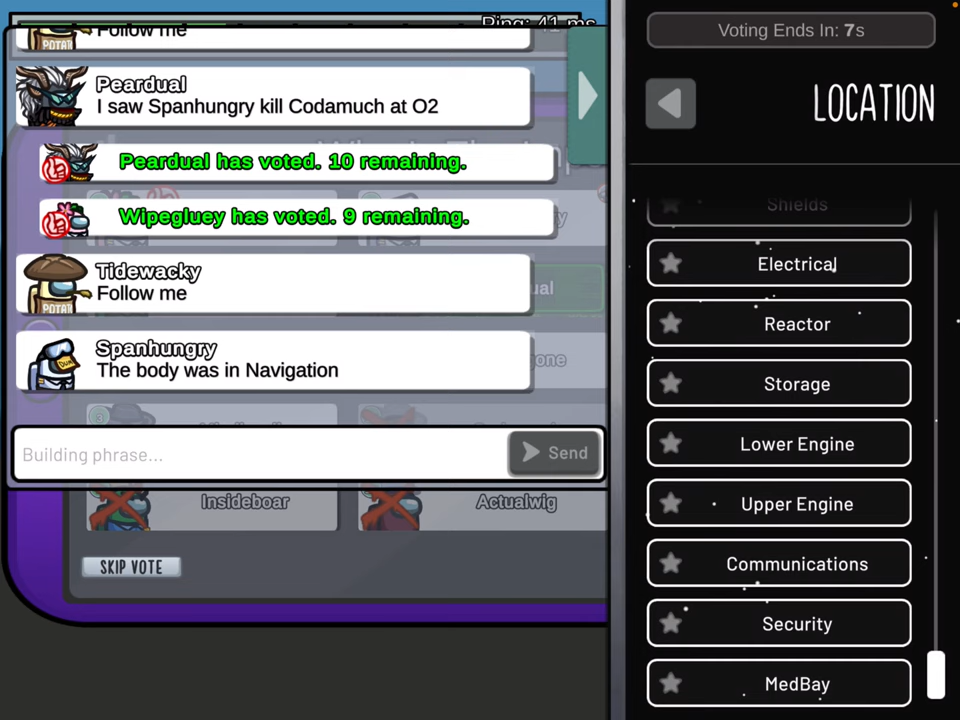 Ping: 41 ms
Voting Ends In: 7s
Follow me
POTATO
LOCATION
Peardual
I saw Spanhungry kill Codamuch at O2
Peardual has voted. 10 remaining.
Wipegluey has voted. 9 remaining.
Tidewacky
Follow me
Spanhungry
DUM
The body was in Navigation
Building phrase...
Send
Insideboar
Actualwig
SKIP VOTE
Shields
Electrical
Reactor
Storage
Lower Engine
Upper Engine
Communications
Security
MedBay